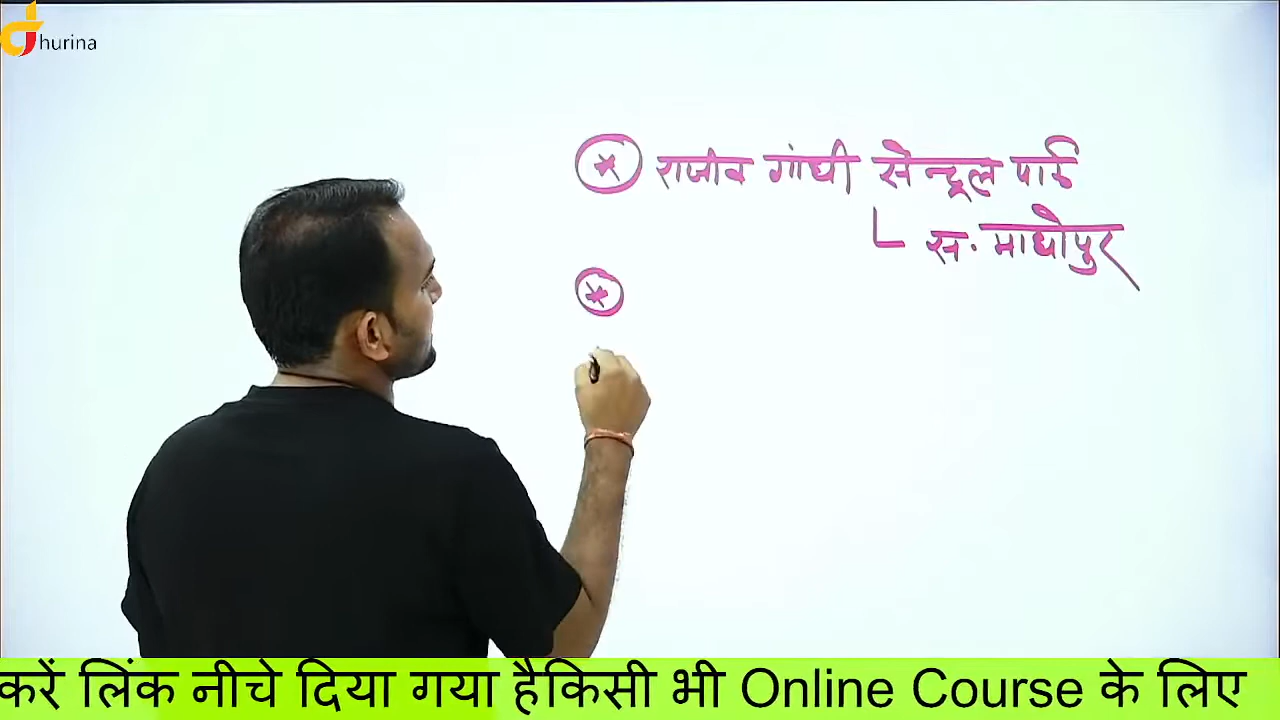 hurina
राजीव गांधी सेन्ट्रल पार्क
स. माधोपुर
करें लिंक नीचे दिया गया हैकिसी भी Online Course के लिए